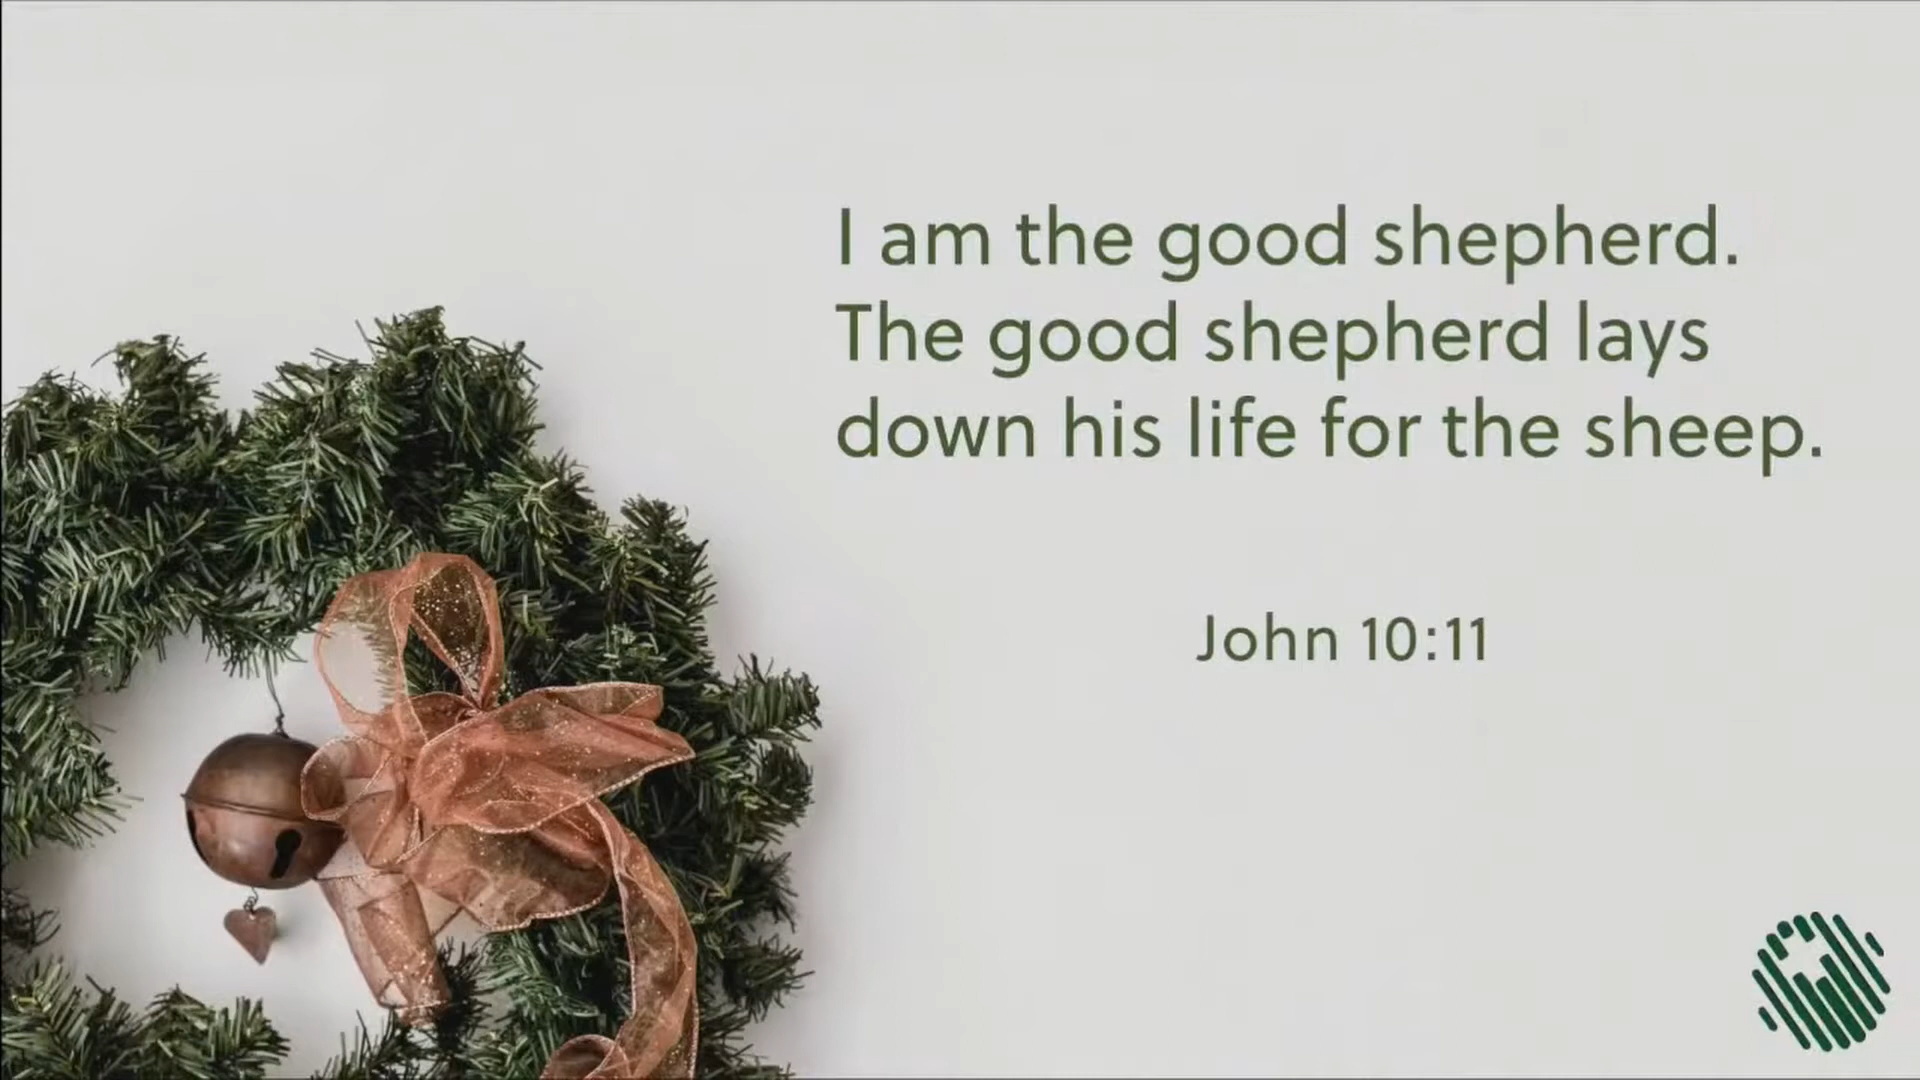 I am the good shepherd.
The good shepherd lays
down his life for the sheep.
John 10:11